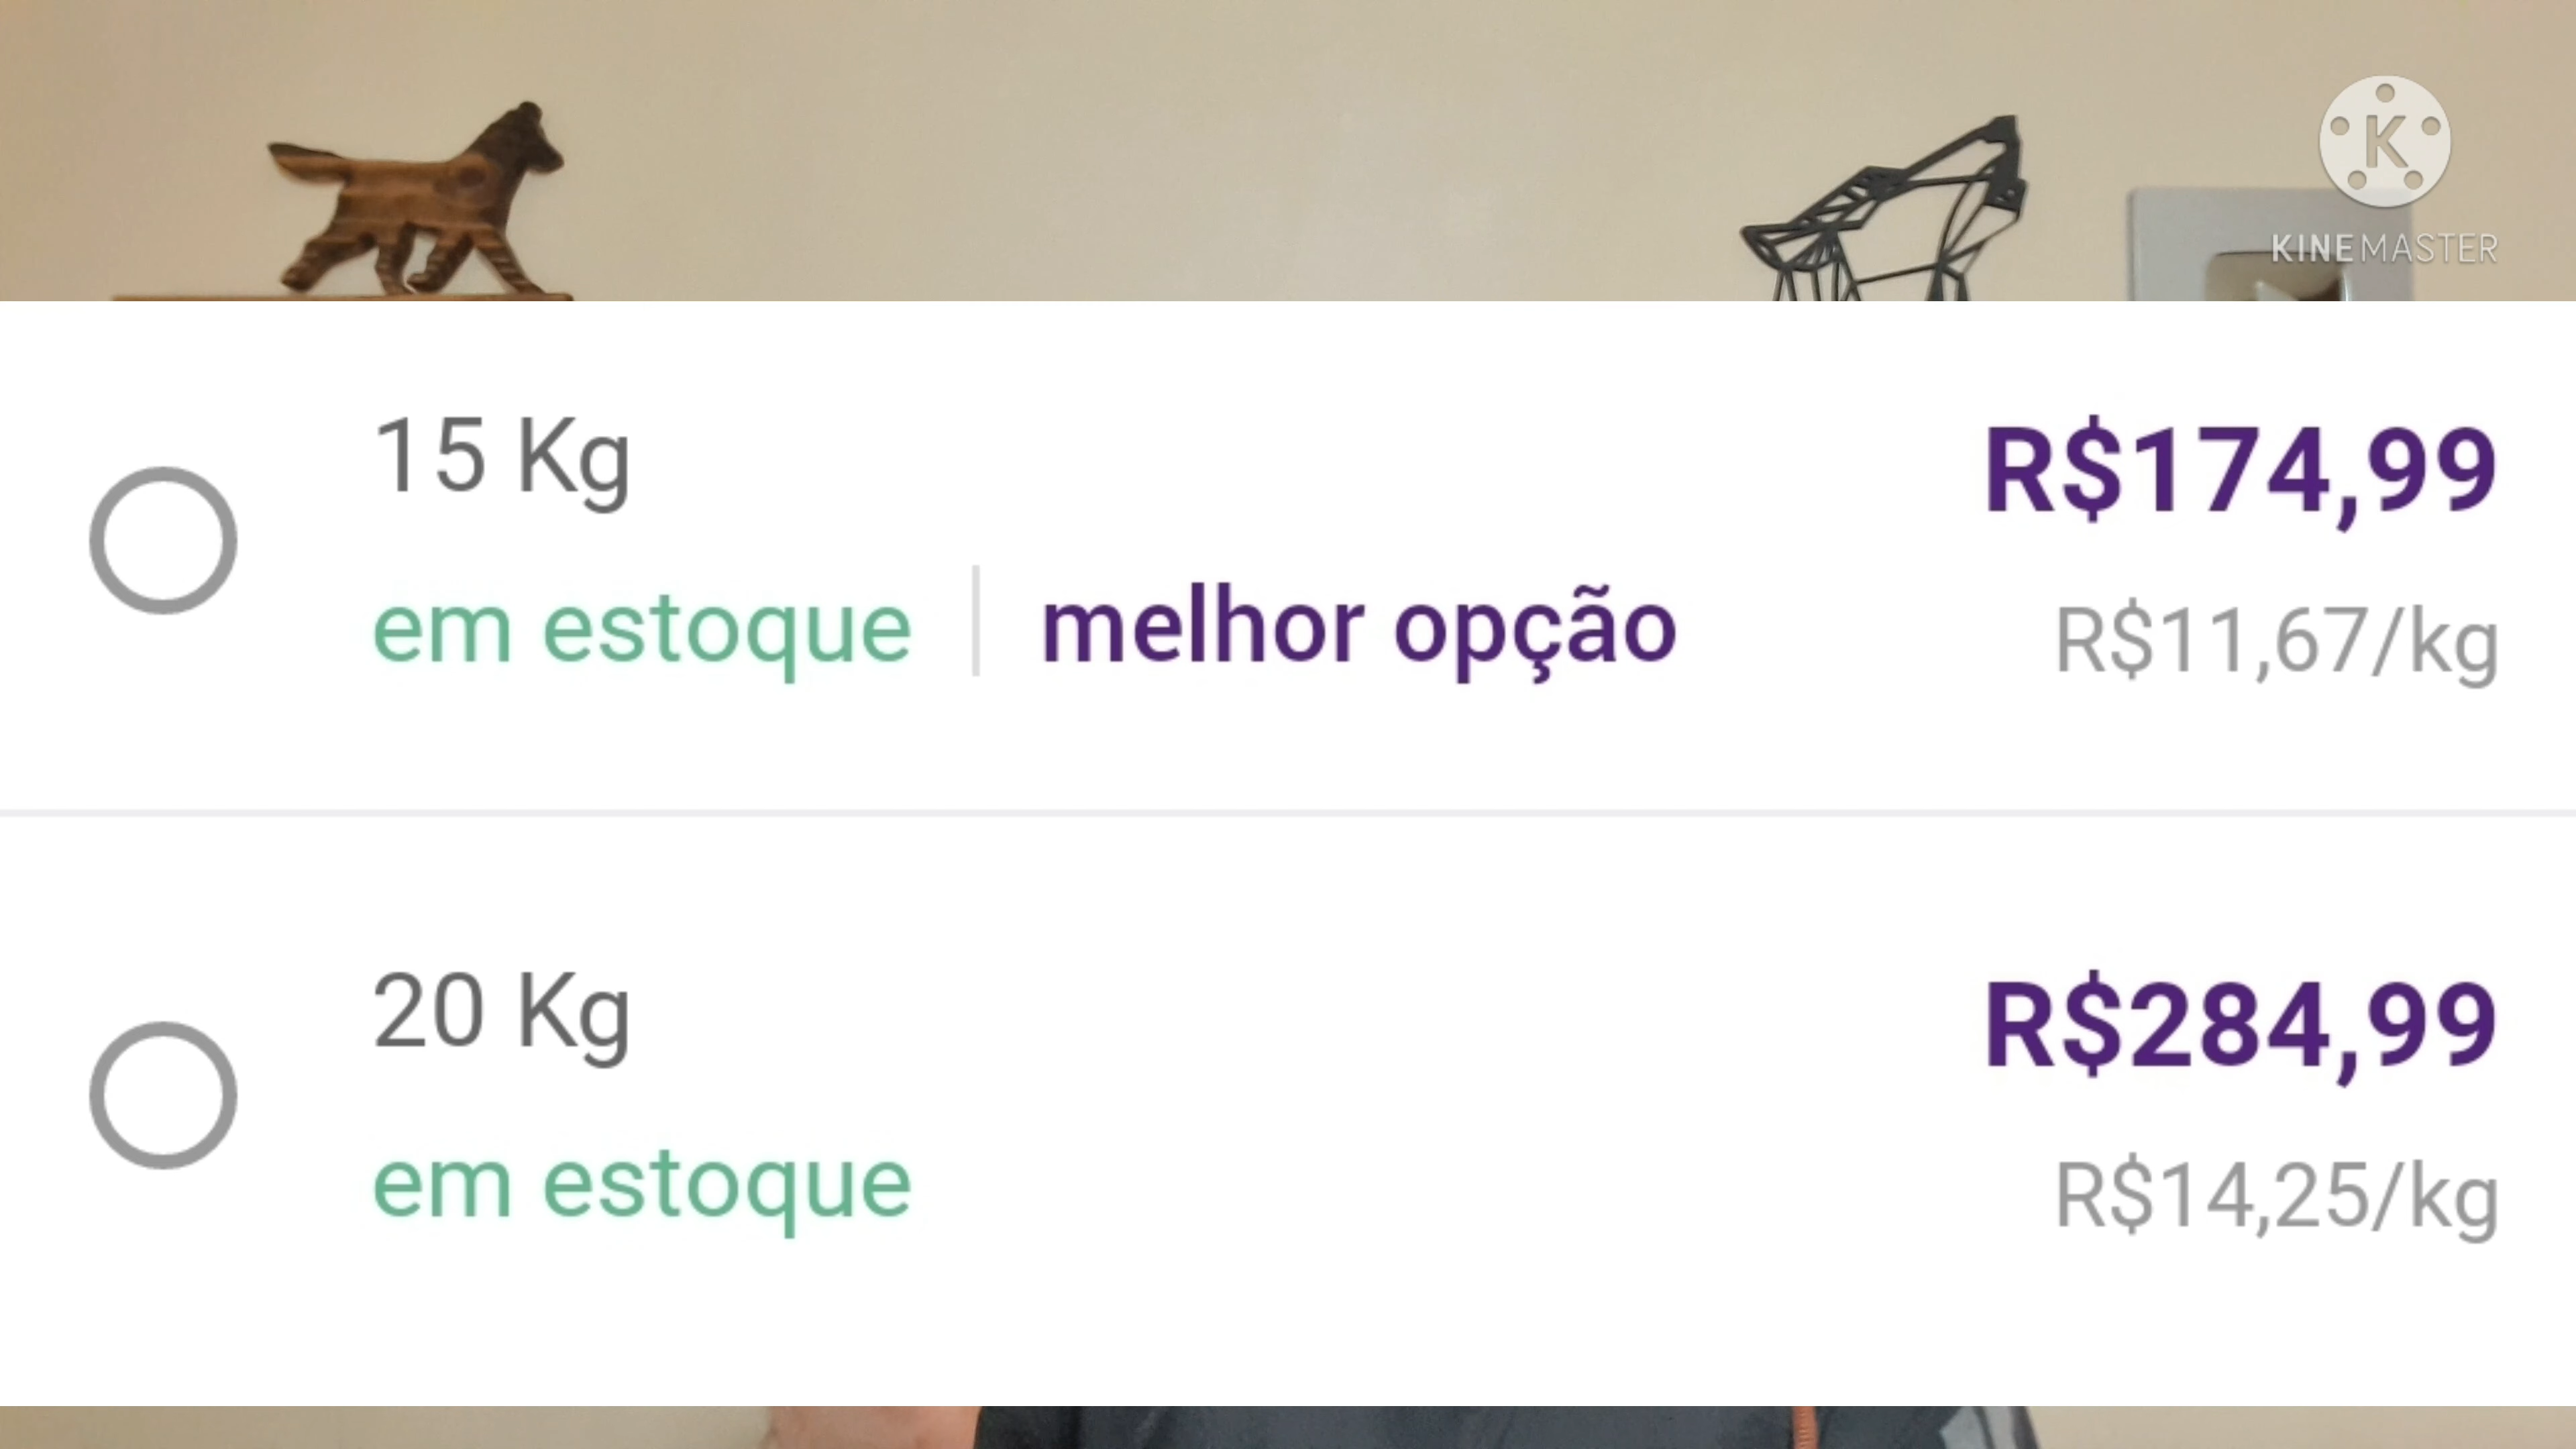 K
KINEMASTER
15 Kg
R$174,99
em estoque
melhor opção
R$11,67/kg
20 Kg
R$284,99
em estoque
R$14,25/kg